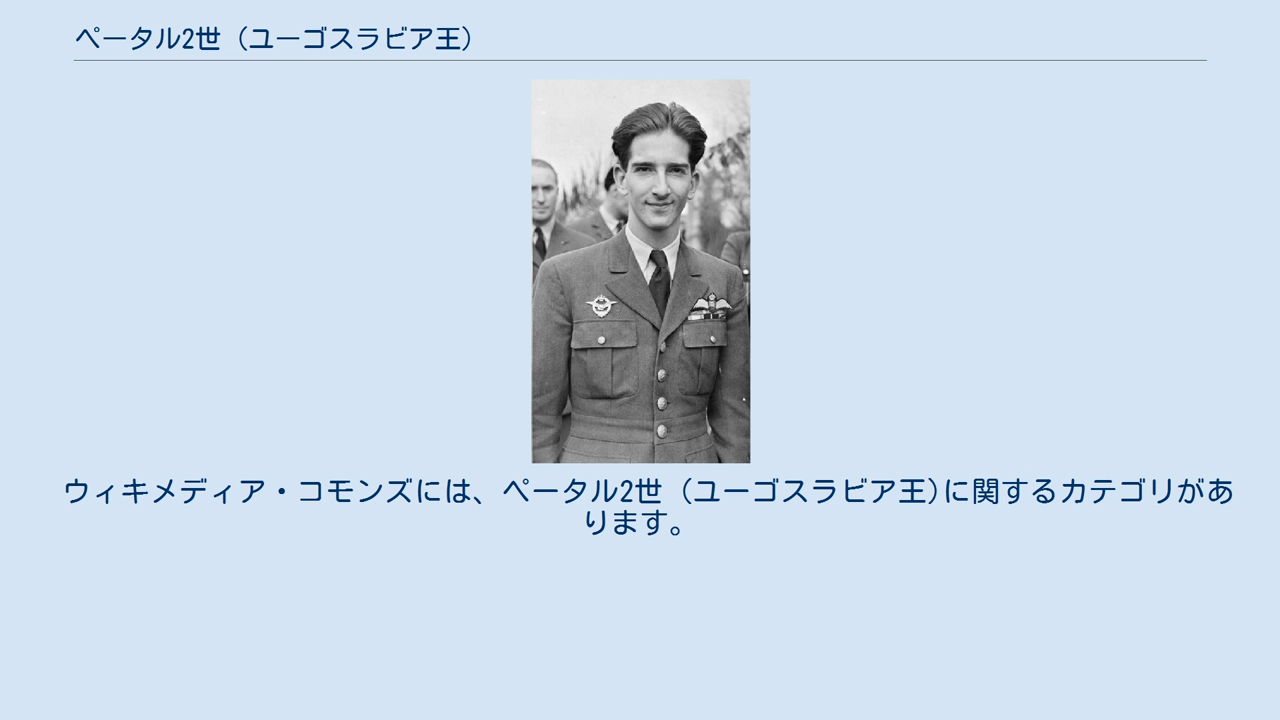 ペータル2世（ユーゴスラビア王）
ウィキメディア・コモンズには、ペータル2世（ユーゴスラビア王）に関するカテゴリがあ
ります。